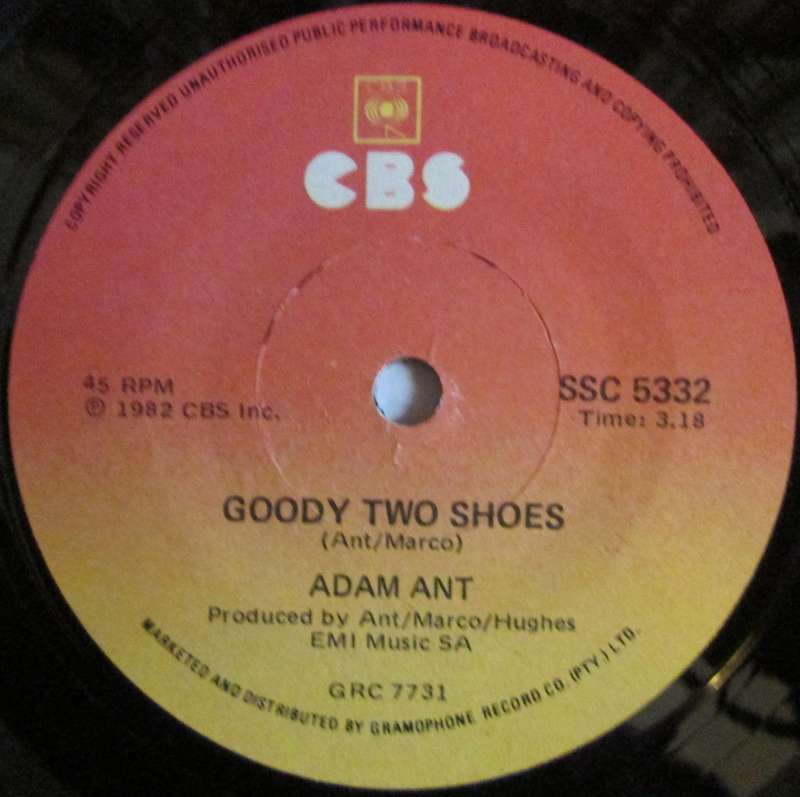 COPYRIGHT RESERVED UNAUTHORISED PUBLIC PERFORMANCE BROADCASTING AND COPYING PROHIBITED
CBS
CBS
45 RPM
℗ 1982 CBS Inc.
SSC 5332
Time: 3.18
GOODY TWO SHOES
(Ant/Marco)
ADAM ANT
Produced by Ant/Marco/Hughes
EMI Music SA
GRC 7731
MARKETED AND DISTRIBUTED BY GRAMOPHONE RECORD CO. (PTY.) LTD.